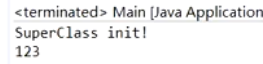 <terminated> Main [Java Application
SuperClass init!
123